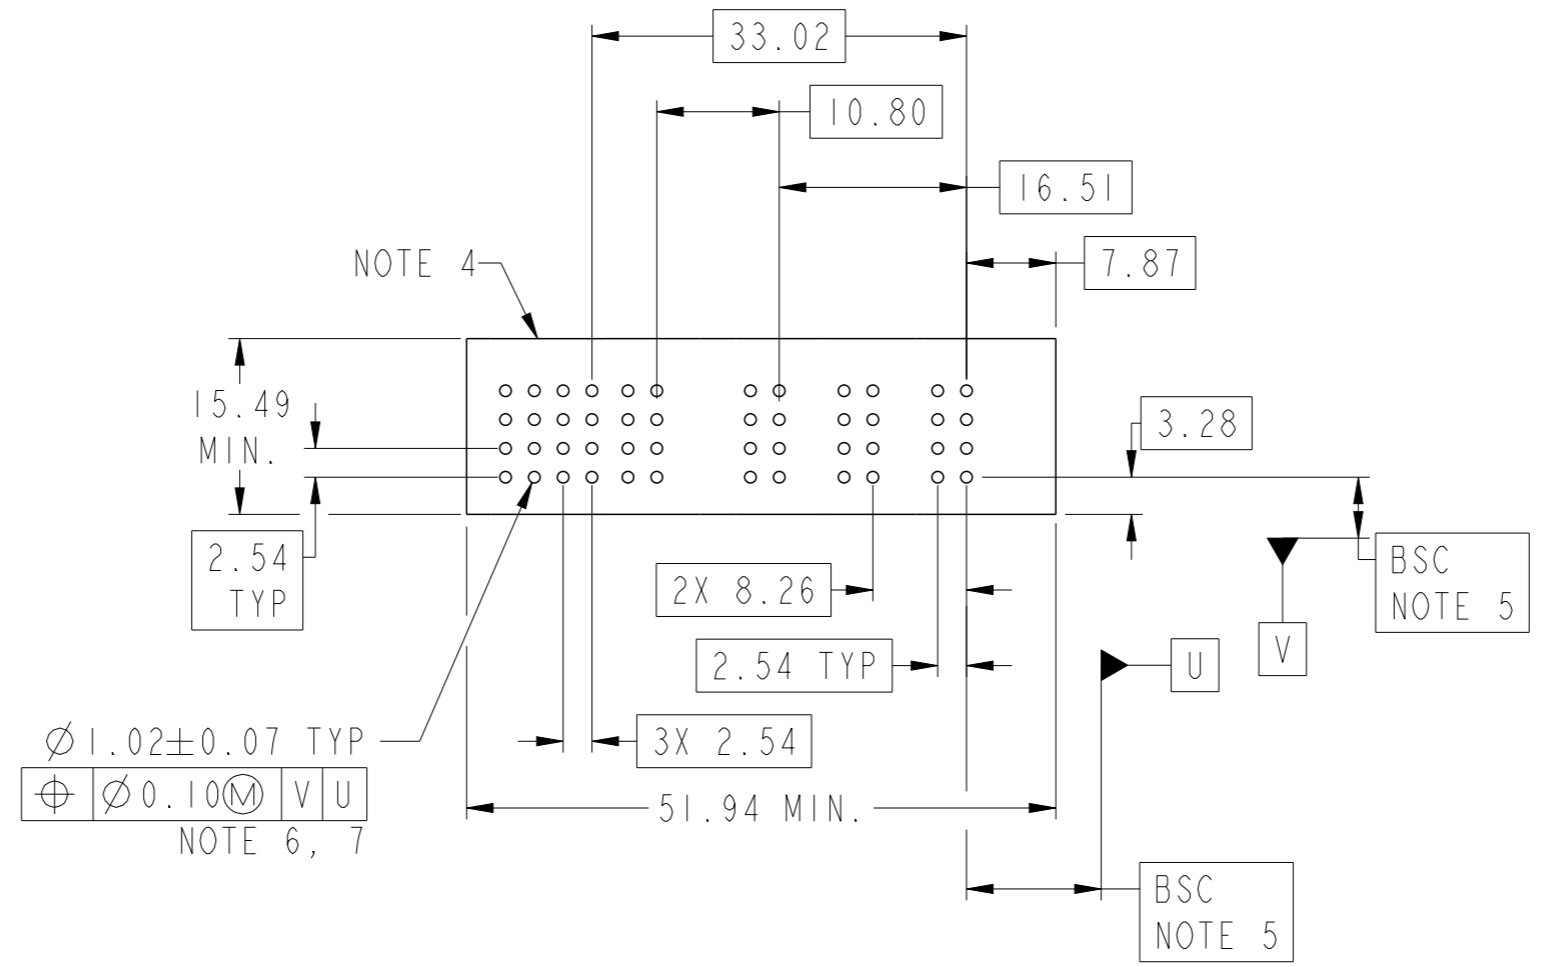 33.02
10.80
16.51
7.87
NOTE 4
15.49
MIN.
3.28
2.54
TYP
BSC
NOTE 5
2X 8.26
V
2.54 TYP
U
Ø1.02±0.07 TYP
3X 2.54
⌖ Ø0.10Ⓜ V U
NOTE 6, 7
51.94 MIN.
BSC
NOTE 5